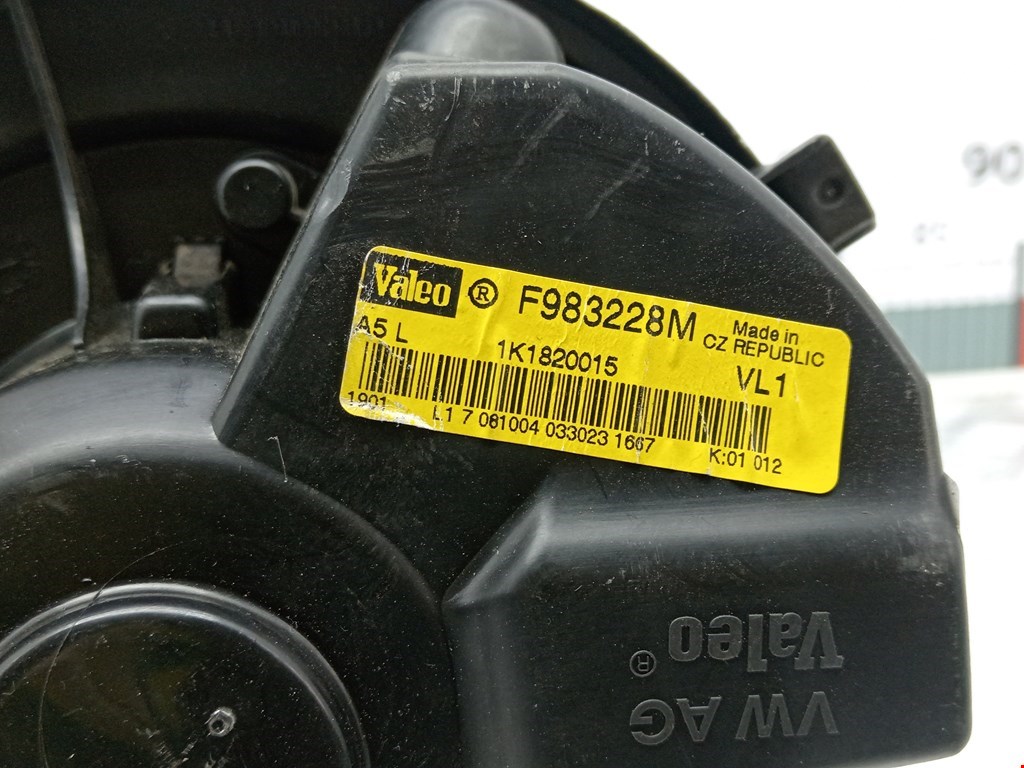 Valeo ® F983228M Made in
CZ REPUBLIC
A5 L 1K1820015 VL1
1901 L1 7 081004 033023 1667 K:01 012
Valeo®
VW AG
90